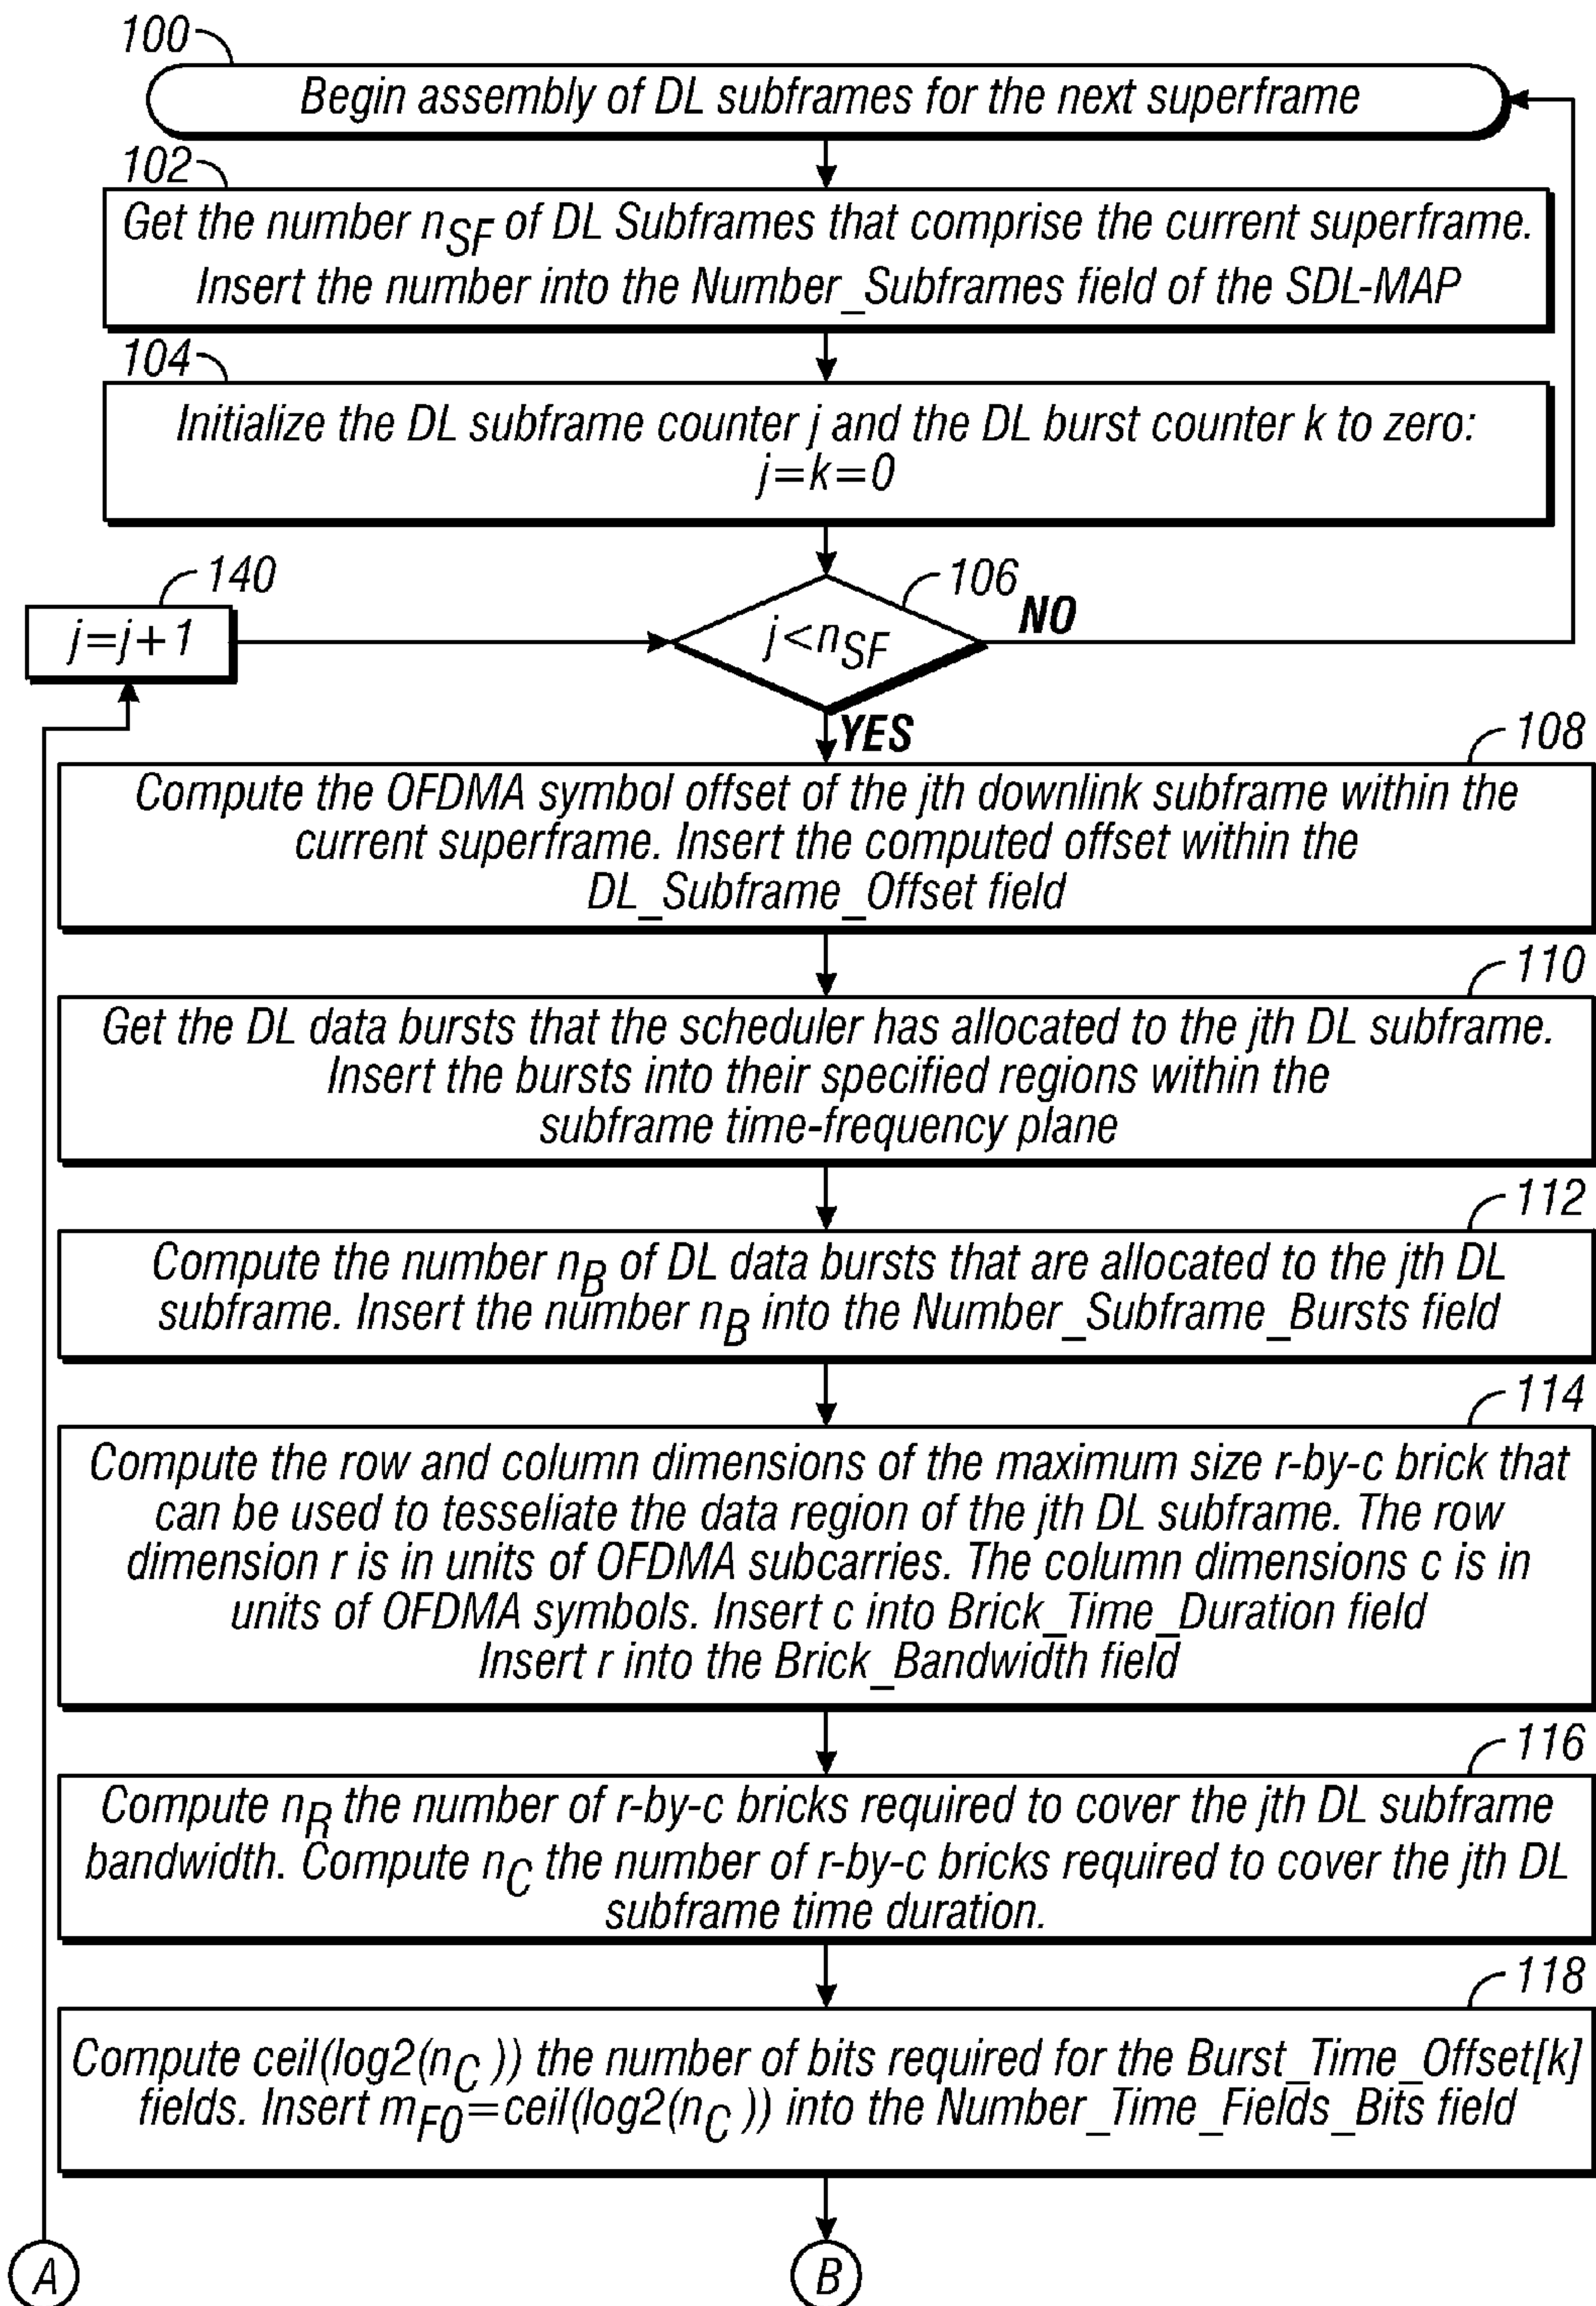 100
Begin assembly of DL subframes for the next superframe
102
Get the number nSF of DL Subframes that comprise the current superframe.
Insert the number into the Number_Subframes field of the SDL-MAP
104
Initialize the DL subframe counter j and the DL burst counter k to zero:
j=k=0
140
j=j+1
106
j<nSF
NO
YES
108
Compute the OFDMA symbol offset of the jth downlink subframe within the
current superframe. Insert the computed offset within the
DL_Subframe_Offset field
110
Get the DL data bursts that the scheduler has allocated to the jth DL subframe.
Insert the bursts into their specified regions within the
subframe time-frequency plane
112
Compute the number nB of DL data bursts that are allocated to the jth DL
subframe. Insert the number nB into the Number_Subframe_Bursts field
114
Compute the row and column dimensions of the maximum size r-by-c brick that
can be used to tesseliate the data region of the jth DL subframe. The row
dimension r is in units of OFDMA subcarries. The column dimensions c is in
units of OFDMA symbols. Insert c into Brick_Time_Duration field
Insert r into the Brick_Bandwidth field
116
Compute nR the number of r-by-c bricks required to cover the jth DL subframe
bandwidth. Compute nC the number of r-by-c bricks required to cover the jth DL
subframe time duration.
118
Compute ceil(log2(nC)) the number of bits required for the Burst_Time_Offset[k]
fields. Insert mF0=ceil(log2(nC)) into the Number_Time_Fields_Bits field
A
B